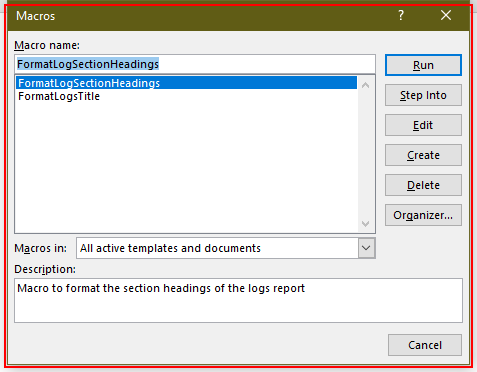 Macros
?
Macro name:
FormatLogSectionHeadings
Run
FormatLogSectionHeadings
FormatLogsTitle
Step Into
Edit
Create
Delete
Organizer...
Macros in: All active templates and documents
Description:
Macro to format the section headings of the logs report
Cancel